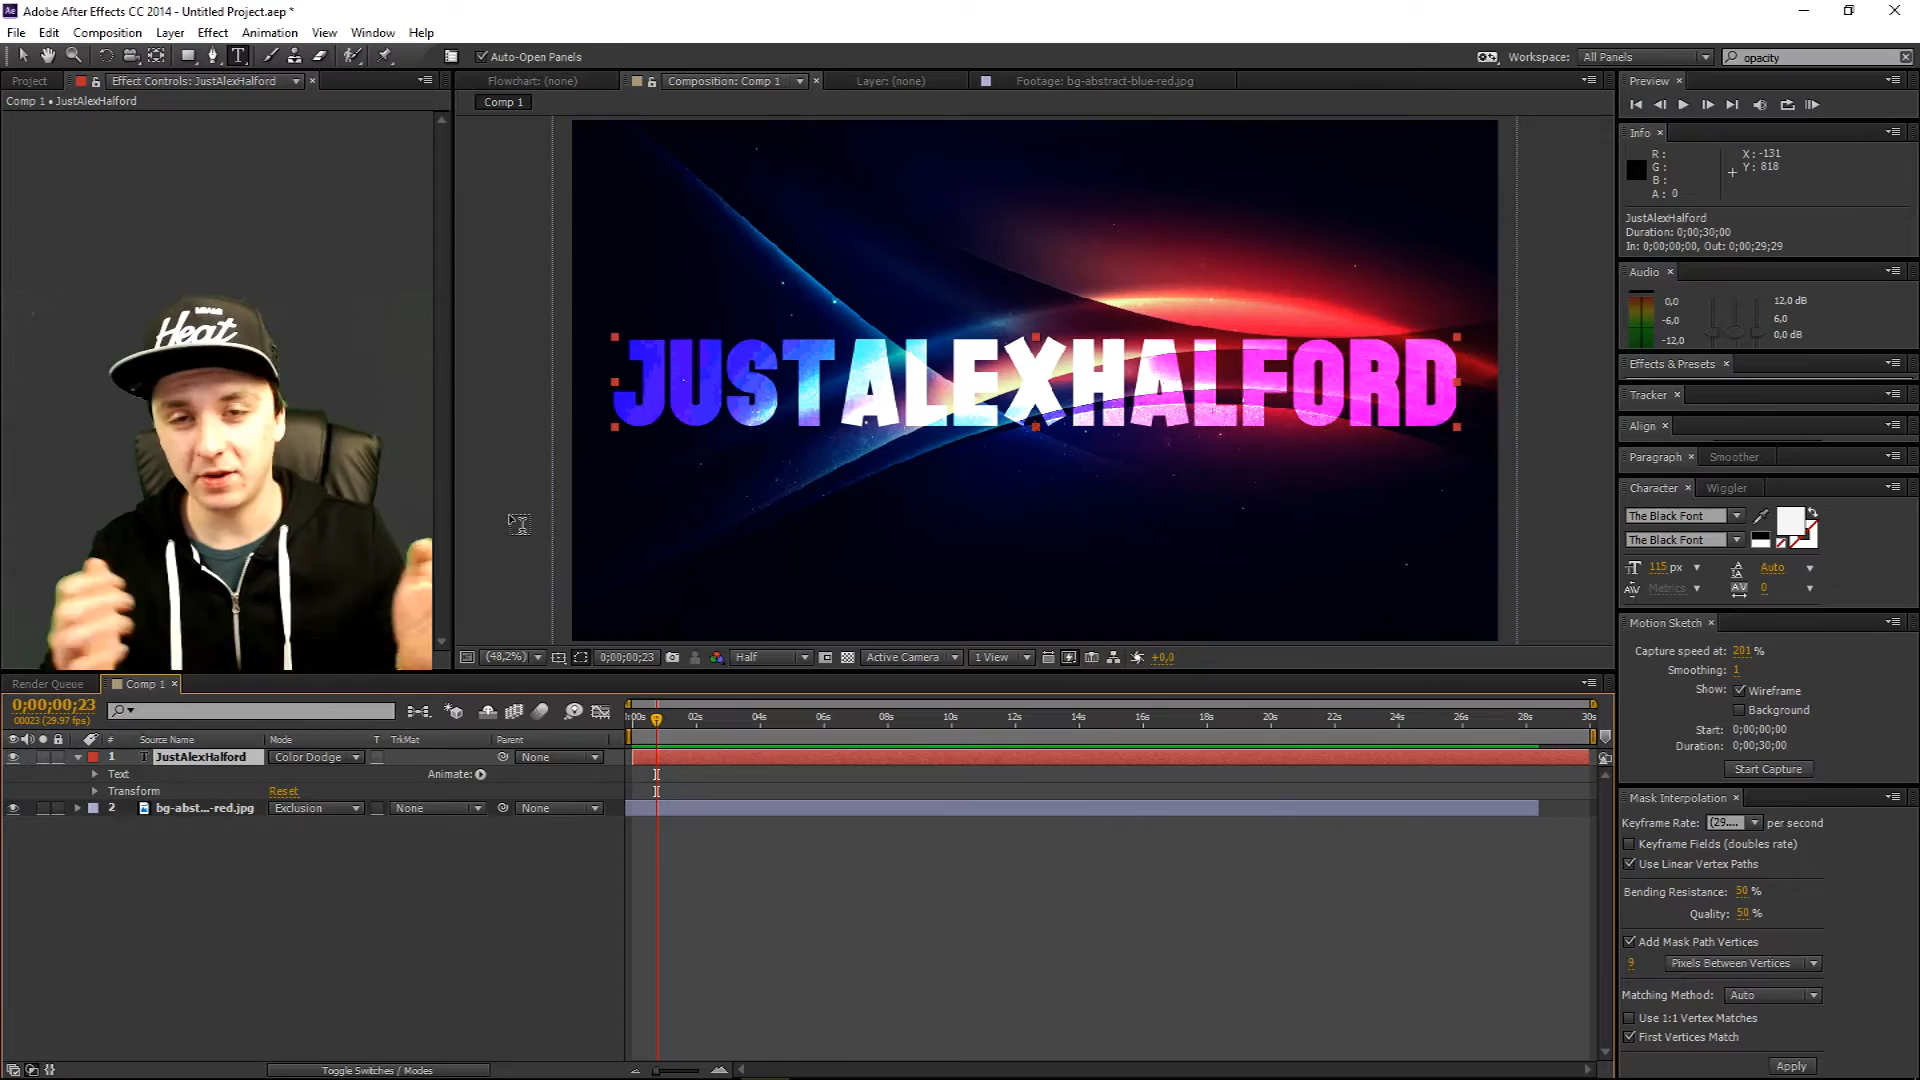 Adobe After Effects CC 2014 - Untitled Project.aep *
File Edit Composition Layer Effect Animation View Window Help
Auto-Open Panels
Workspace: All Panels
opacity
Project
Effect Controls: JustAlexHalford
Comp 1 • JustAlexHalford
Flowchart: (none)
Composition: Comp 1
Layer: (none)
Footage: bg-abstract-blue-red.jpg
Comp 1
Heat
JUSTALEXHALFORD
(48,2%)
0;00;00;23
Half
Active Camera
1 View
+0,0
Preview
Info
R:
G:
B:
A: 0
X: -131
Y: 818
JustAlexHalford
Duration: 0;00;30;00
In: 0;00;00;00, Out: 0;00;29;29
Audio
0,0
-6,0
-12,0
12,0 dB
6,0
0,0 dB
Effects & Presets
Tracker
Align
Paragraph
Smoother
Character
Wiggler
The Black Font
The Black Font
115 px
Auto
Metrics
0
Motion Sketch
Capture speed at: 201 %
Smoothing: 1
Show: Wireframe
Background
Start: 0;00;00;00
Duration: 0;00;30;00
Start Capture
Mask Interpolation
Keyframe Rate: (29.... per second
Keyframe Fields (doubles rate)
Use Linear Vertex Paths
Bending Resistance: 50 %
Quality: 50 %
Add Mask Path Vertices
9 Pixels Between Vertices
Matching Method: Auto
Use 1:1 Vertex Matches
First Vertices Match
Apply
Render Queue
Comp 1
0;00;00;23
00023 (29.97 fps)
# Source Name Mode T TrkMat Parent
1 T JustAlexHalford Color Dodge None
Text Animate:
Transform Reset
2 bg-abst...-red.jpg Exclusion None None
:00s 02s 04s 06s 08s 10s 12s 14s 16s 18s 20s 22s 24s 26s 28s 30s
Toggle Switches / Modes